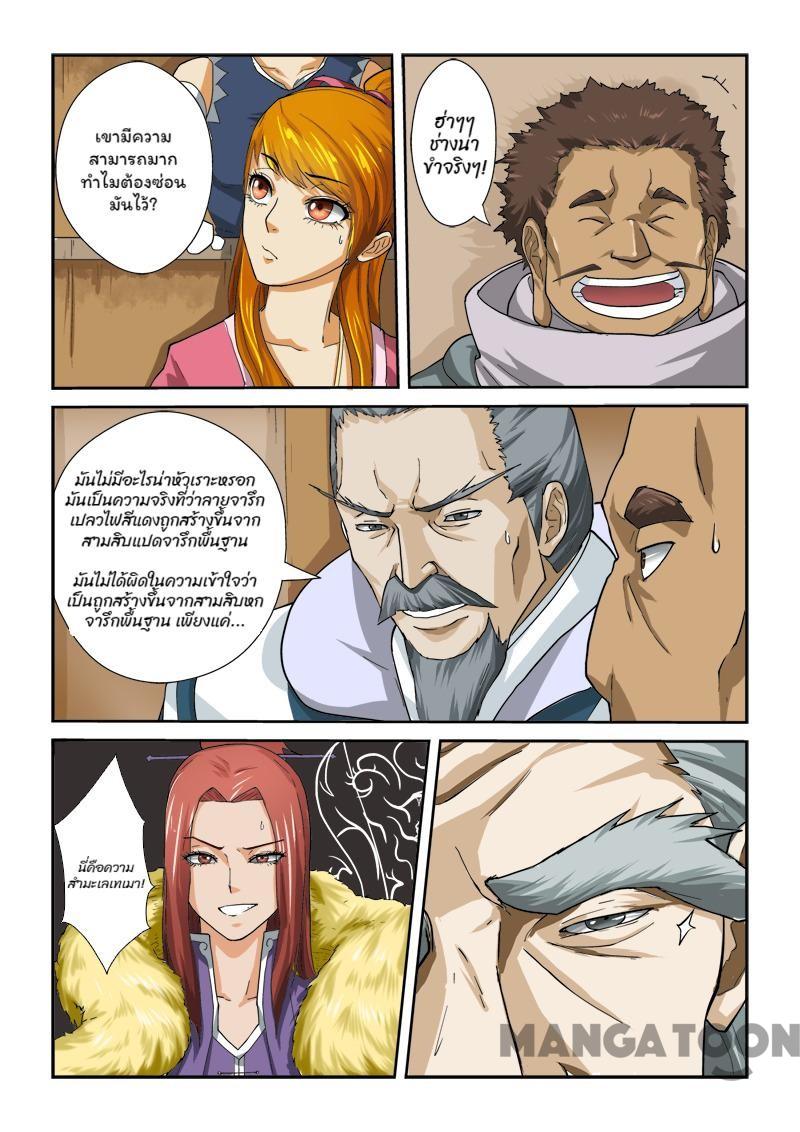 เขามีความ
สามารถมาก
ทำไมต้องซ่อน
มันไว้?
ฮ่าๆๆ
ช่างน่า
ขำจริงๆ!
มันไม่มีอะไรน่าหัวเราะหรอก
มันเป็นความจริงที่ว่าลายจารึก
เปลวไฟสีแดงถูกสร้างขึ้นจาก
สามสิบแปดจารึกพื้นฐาน
มันไม่ได้ผิดในความเข้าใจว่า
เป็นถูกสร้างขึ้นจากสามสิบหก
จารึกพื้นฐาน เพียงแค่...
นี่คือความ
สำมะเลเทเมา!
MANGATOON